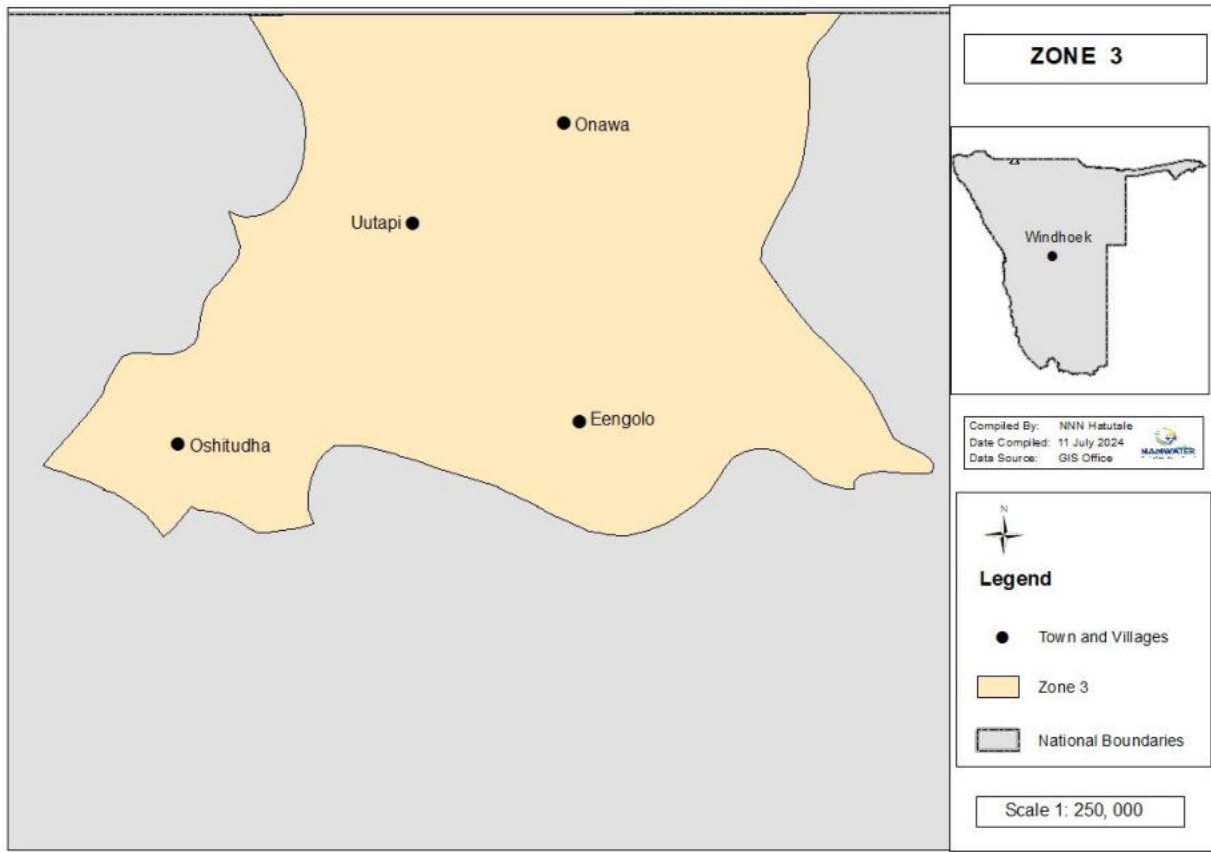 ZONE 3
Onawa
Uutapi
Eengolo
Oshitudha
Windhoek
Compiled By: NNN Hatutale
Date Compiled: 11 July 2024
Data Source: GIS Office
NAMWATER
N
Legend
Town and Villages
Zone 3
National Boundaries
Scale 1: 250, 000